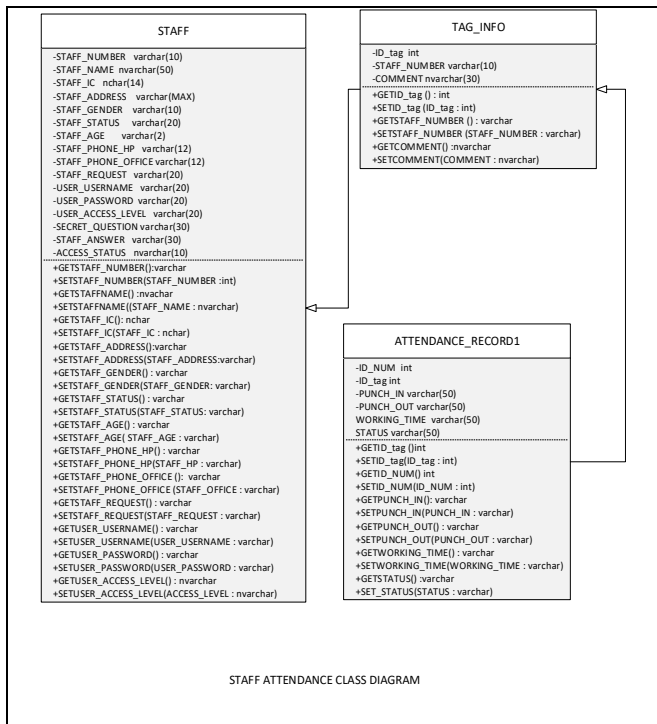 STAFF
-STAFF_NUMBER varchar(10)
-STAFF_NAME nvarchar(50)
-STAFF_IC nchar(14)
-STAFF_ADDRESS varchar(MAX)
-STAFF_GENDER varchar(10)
-STAFF_STATUS varchar(20)
-STAFF_AGE varchar(2)
-STAFF_PHONE_HP varchar(12)
-STAFF_PHONE_OFFICE varchar(12)
-STAFF_REQUEST varchar(20)
-USER_USERNAME varchar(20)
-USER_PASSWORD varchar(20)
-USER_ACCESS_LEVEL varchar(20)
-SECRET_QUESTION varchar(30)
-STAFF_ANSWER varchar(30)
-ACCESS_STATUS nvarchar(10)
+GETSTAFF_NUMBER():varchar
+SETSTAFF_NUMBER(STAFF_NUMBER :int)
+GETSTAFFNAME() :nvachar
+SETSTAFFNAME((STAFF_NAME : nvarchar)
+GETSTAFF_IC(): nchar
+SETSTAFF_IC(STAFF_IC : nchar)
+GETSTAFF_ADDRESS():varchar
+SETSTAFF_ADDRESS(STAFF_ADDRESS:varchar)
+GETSTAFF_GENDER() : varchar
+SETSTAFF_GENDER(STAFF_GENDER: varchar)
+GETSTAFF_STATUS() : varchar
+SETSTAFF_STATUS(STAFF_STATUS: varchar)
+GETSTAFF_AGE() : varchar
+SETSTAFF_AGE( STAFF_AGE : varchar)
+GETSTAFF_PHONE_HP() : varchar
+SETSTAFF_PHONE_HP(STAFF_HP : varchar)
+GETSTAFF_PHONE_OFFICE (): varchar
+SETSTAFF_PHONE_OFFICE (STAFF_OFFICE : varchar)
+GETSTAFF_REQUEST() : varchar
+SETSTAFF_REQUEST(STAFF_REQUEST : varchar)
+GETUSER_USERNAME() : varchar
+SETUSER_USERNAME(USER_USERNAME : varchar)
+GETUSER_PASSWORD() : varchar
+SETUSER_PASSWORD(USER_PASSWORD : varchar)
+GETUSER_ACCESS_LEVEL() : nvarchar
+SETUSER_ACCESS_LEVEL(ACCESS_LEVEL : nvarchar)
TAG_INFO
-ID_tag int
-STAFF_NUMBER varchar(10)
-COMMENT nvarchar(30)
+GETID_tag () : int
+SETID_tag (ID_tag : int)
+GETSTAFF_NUMBER () : varchar
+SETSTAFF_NUMBER (STAFF_NUMBER : varchar)
+GETCOMMENT() :nvarchar
+SETCOMMENT(COMMENT : nvarchar)
ATTENDANCE_RECORD1
-ID_NUM int
-ID_tag int
-PUNCH_IN varchar(50)
-PUNCH_OUT varchar(50)
WORKING_TIME varchar(50)
STATUS varchar(50)
+GETID_tag ()int
+SETID_tag(ID_tag : int)
+GETID_NUM() int
+SETID_NUM(ID_NUM : int)
+GETPUNCH_IN(): varchar
+SETPUNCH_IN(PUNCH_IN : varchar)
+GETPUNCH_OUT() : varchar
+SETPUNCH_OUT(PUNCH_OUT : varchar)
+GETWORKING_TIME() : varchar
+SETWORKING_TIME(WORKING_TIME : varchar)
+GETSTATUS() :varchar
+SET_STATUS(STATUS : varchar)
STAFF ATTENDANCE CLASS DIAGRAM